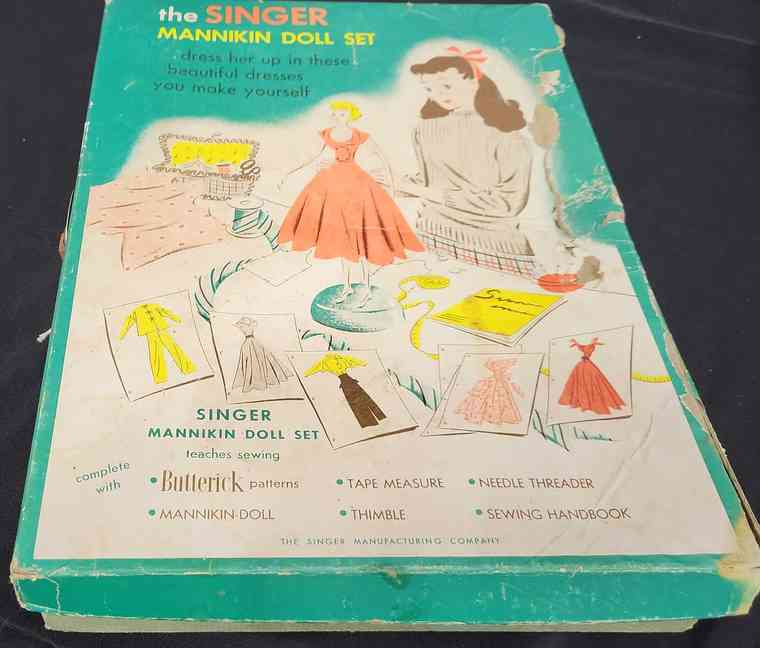 the SINGER
MANNIKIN DOLL SET
dress her up in these
beautiful dresses
you make yourself
SINGER
MANNIKIN DOLL SET
teaches sewing
complete
with
• Butterick patterns • TAPE MEASURE • NEEDLE THREADER
• MANNIKIN DOLL • THIMBLE • SEWING HANDBOOK
THE SINGER MANUFACTURING COMPANY